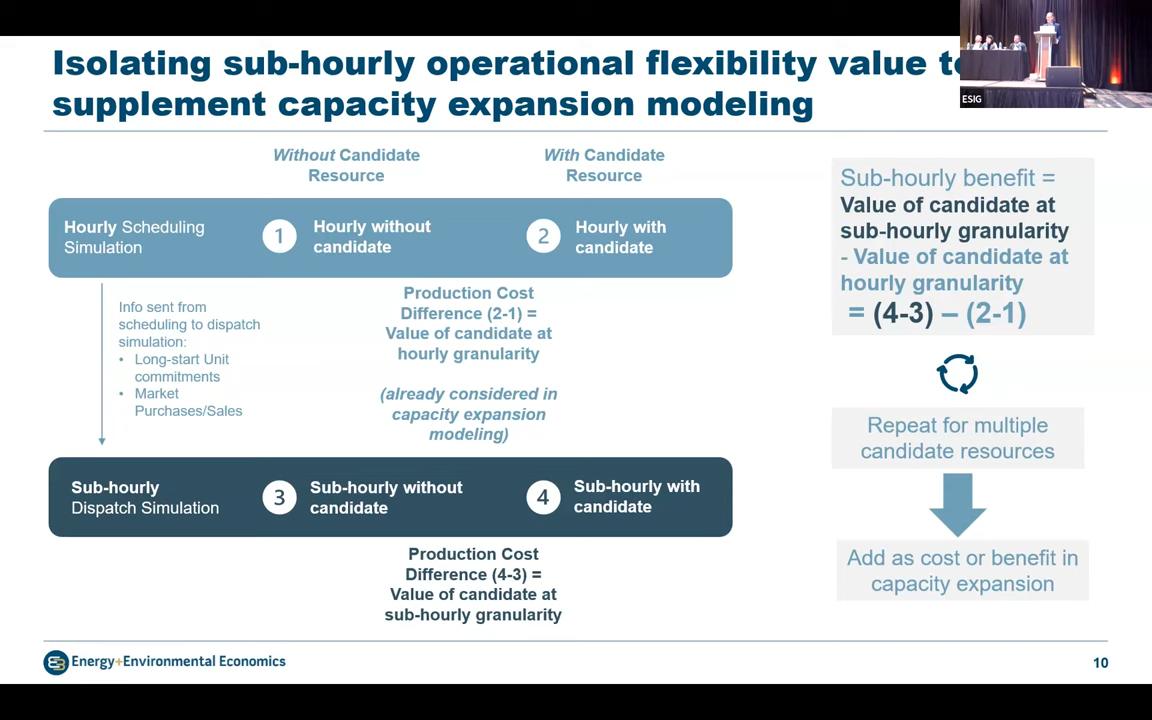 Isolating sub-hourly operational flexibility value
supplement capacity expansion modeling
ESIG
Without Candidate
Resource
With Candidate
Resource
Hourly Scheduling
Simulation
1
Hourly without
candidate
2
Hourly with
candidate
Info sent from
scheduling to dispatch
simulation:
• Long-start Unit
commitments
• Market
Purchases/Sales
Production Cost
Difference (2-1) =
Value of candidate at
hourly granularity
(already considered in
capacity expansion
modeling)
Sub-hourly
Dispatch Simulation
3
Sub-hourly without
candidate
4
Sub-hourly with
candidate
Production Cost
Difference (4-3) =
Value of candidate at
sub-hourly granularity
Sub-hourly benefit =
Value of candidate at
sub-hourly granularity
- Value of candidate at
hourly granularity
= (4-3) – (2-1)
Repeat for multiple
candidate resources
Add as cost or benefit in
capacity expansion
Energy+Environmental Economics
10